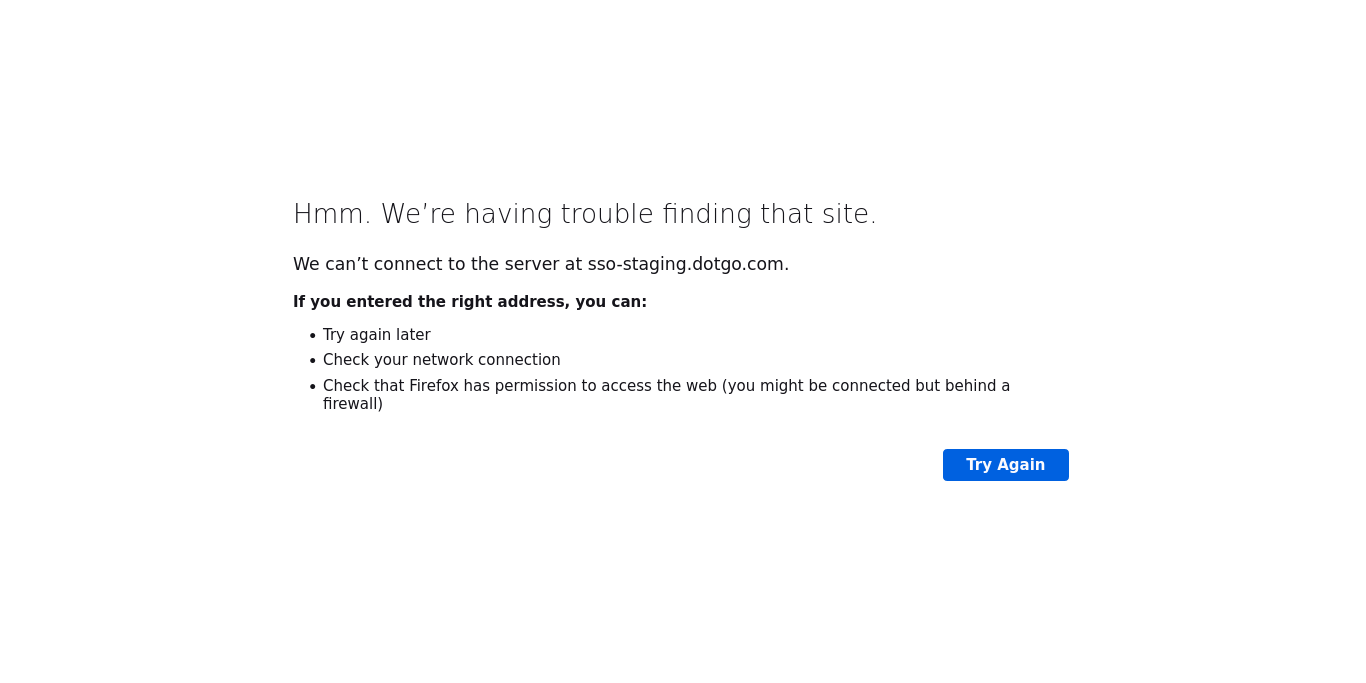 Hmm. We’re having trouble finding that site.
We can’t connect to the server at sso-staging.dotgo.com.
If you entered the right address, you can:
• Try again later
• Check your network connection
• Check that Firefox has permission to access the web (you might be connected but behind a
firewall)
Try Again